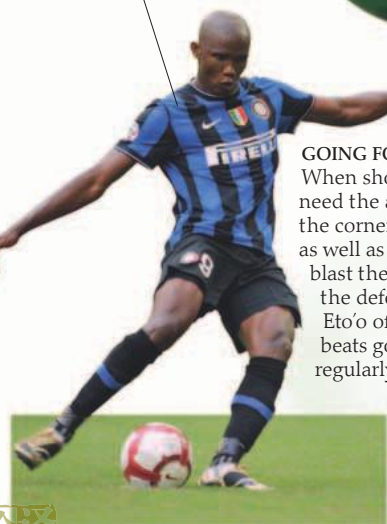 GOING FO
When sho
need the a
the corner
as well as
blast the
the defe
Eto'o of
beats go
regularly
PIRELLI
9